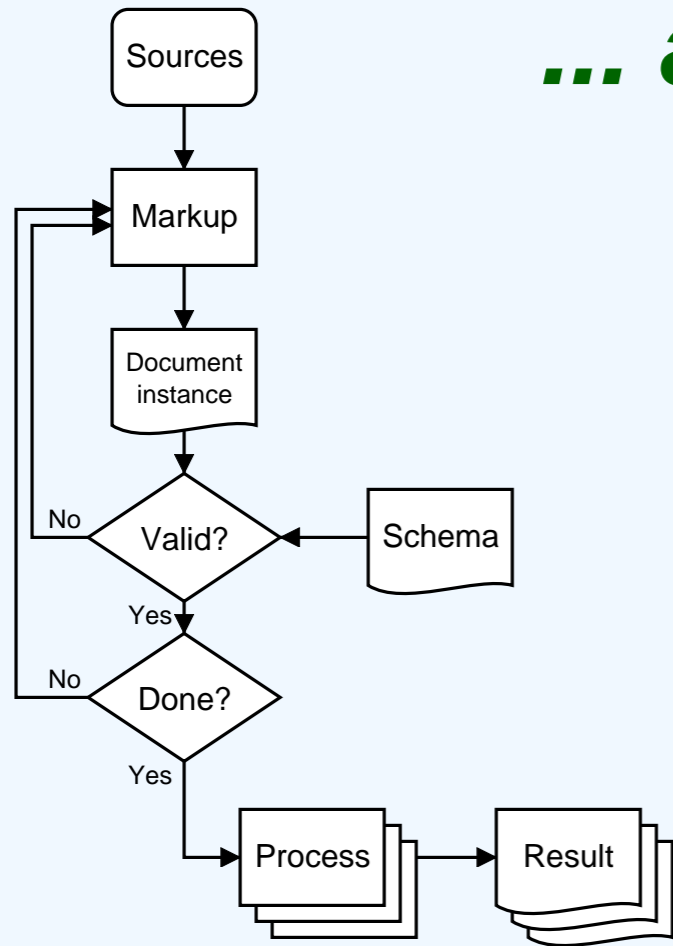 ...
Sources
Markup
Document
instance
No
Valid?
Schema
Yes
No
Done?
Yes
Process
Result